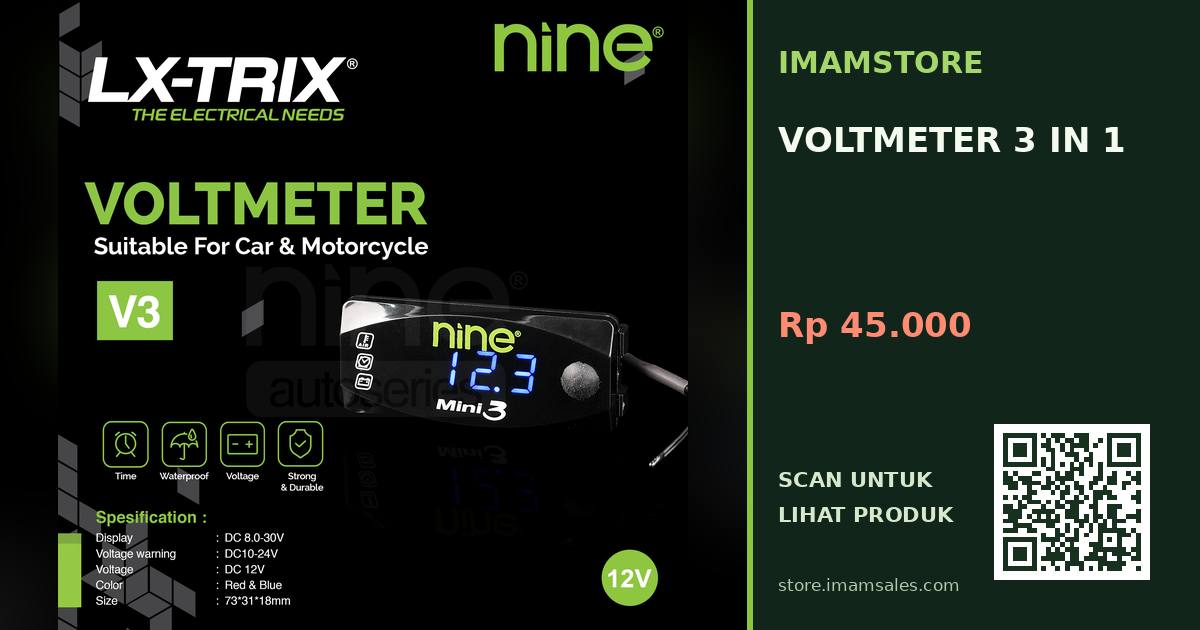 LX-TRIX®
THE ELECTRICAL NEEDS
nine®
VOLTMETER
Suitable For Car & Motorcycle
V3
nine®
autoseries
nine®
12.3
Mini 3
Time
Waterproof
Voltage
Strong
& Durable
Spesification :
Display : DC 8.0-30V
Voltage warning : DC10-24V
Voltage : DC 12V
Color : Red & Blue
Size : 73*31*18mm
12V
IMAMSTORE
VOLTMETER 3 IN 1
Rp 45.000
SCAN UNTUK
LIHAT PRODUK
store.imamsales.com